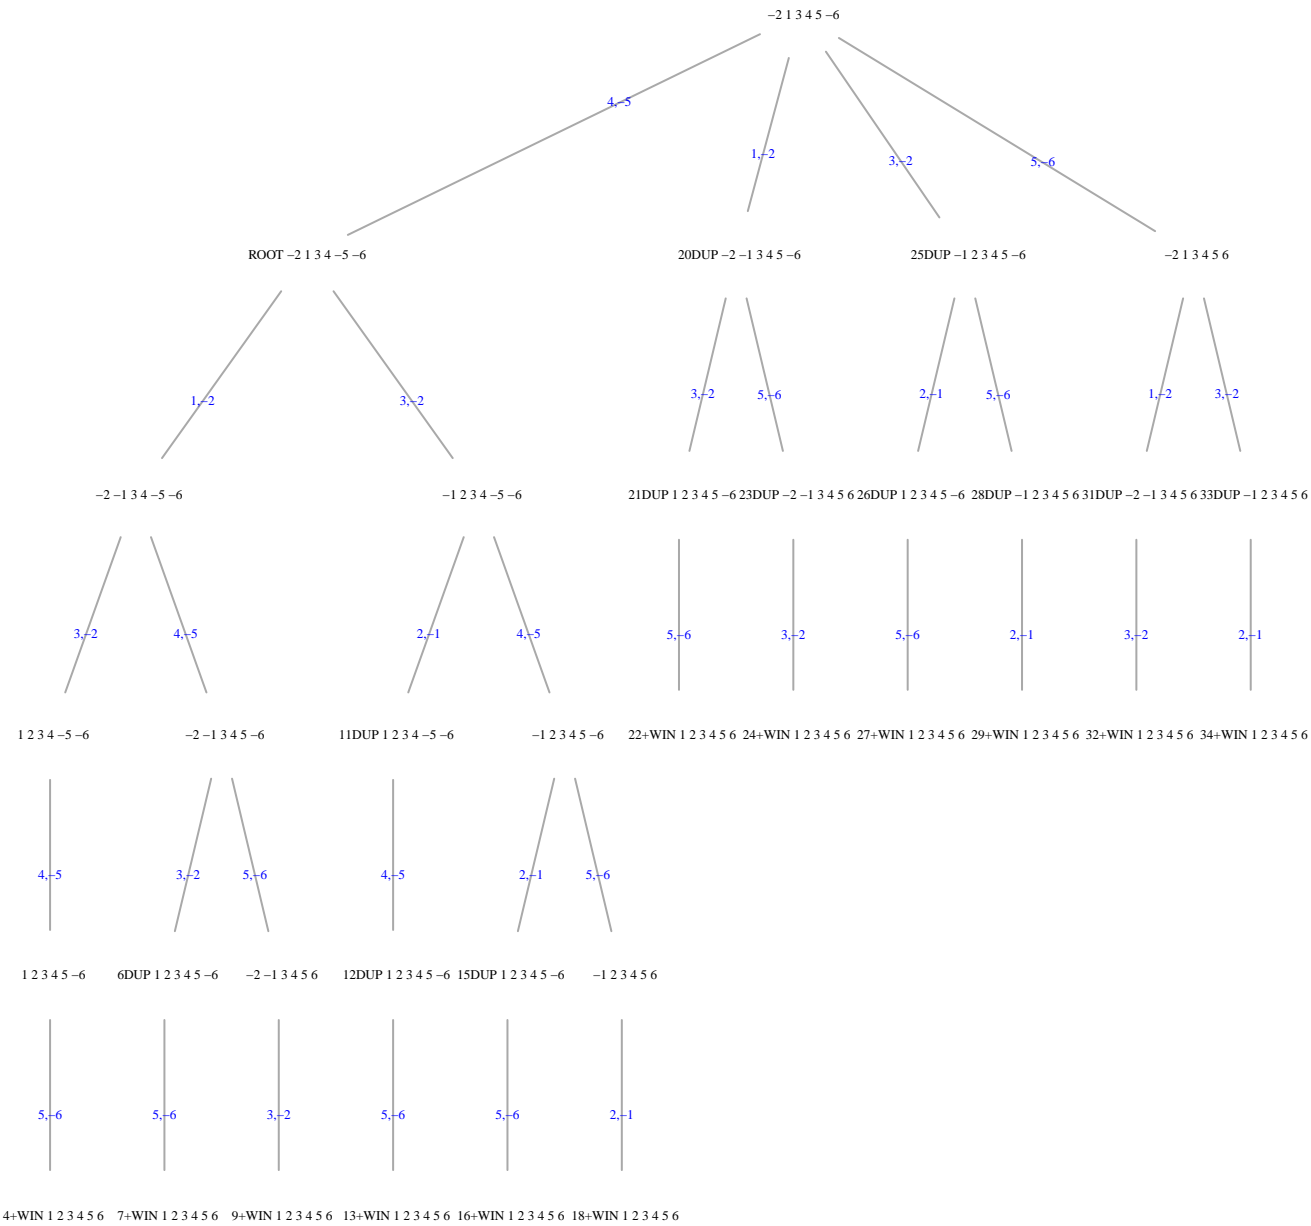 −2 1 3 4 5 −6
4,−5
1,−2
3,−2
5,−6
ROOT −2 1 3 4 −5 −6
20DUP −2 −1 3 4 5 −6
25DUP −1 2 3 4 5 −6
−2 1 3 4 5 6
1,−2
3,−2
3,−2
5,−6
2,−1
5,−6
1,−2
3,−2
−2 −1 3 4 −5 −6
−1 2 3 4 −5 −6
21DUP 1 2 3 4 5 −6
23DUP −2 −1 3 4 5 6
26DUP 1 2 3 4 5 −6
28DUP −1 2 3 4 5 6
31DUP −2 −1 3 4 5 6
33DUP −1 2 3 4 5 6
3,−2
4,−5
2,−1
4,−5
5,−6
3,−2
5,−6
2,−1
3,−2
2,−1
1 2 3 4 −5 −6
−2 −1 3 4 5 −6
11DUP 1 2 3 4 −5 −6
−1 2 3 4 5 −6
22+WIN 1 2 3 4 5 6
24+WIN 1 2 3 4 5 6
27+WIN 1 2 3 4 5 6
29+WIN 1 2 3 4 5 6
32+WIN 1 2 3 4 5 6
34+WIN 1 2 3 4 5 6
4,−5
3,−2
5,−6
4,−5
2,−1
5,−6
1 2 3 4 5 −6
6DUP 1 2 3 4 5 −6
−2 −1 3 4 5 6
12DUP 1 2 3 4 5 −6
15DUP 1 2 3 4 5 −6
−1 2 3 4 5 6
5,−6
5,−6
3,−2
5,−6
5,−6
2,−1
4+WIN 1 2 3 4 5 6
7+WIN 1 2 3 4 5 6
9+WIN 1 2 3 4 5 6
13+WIN 1 2 3 4 5 6
16+WIN 1 2 3 4 5 6
18+WIN 1 2 3 4 5 6